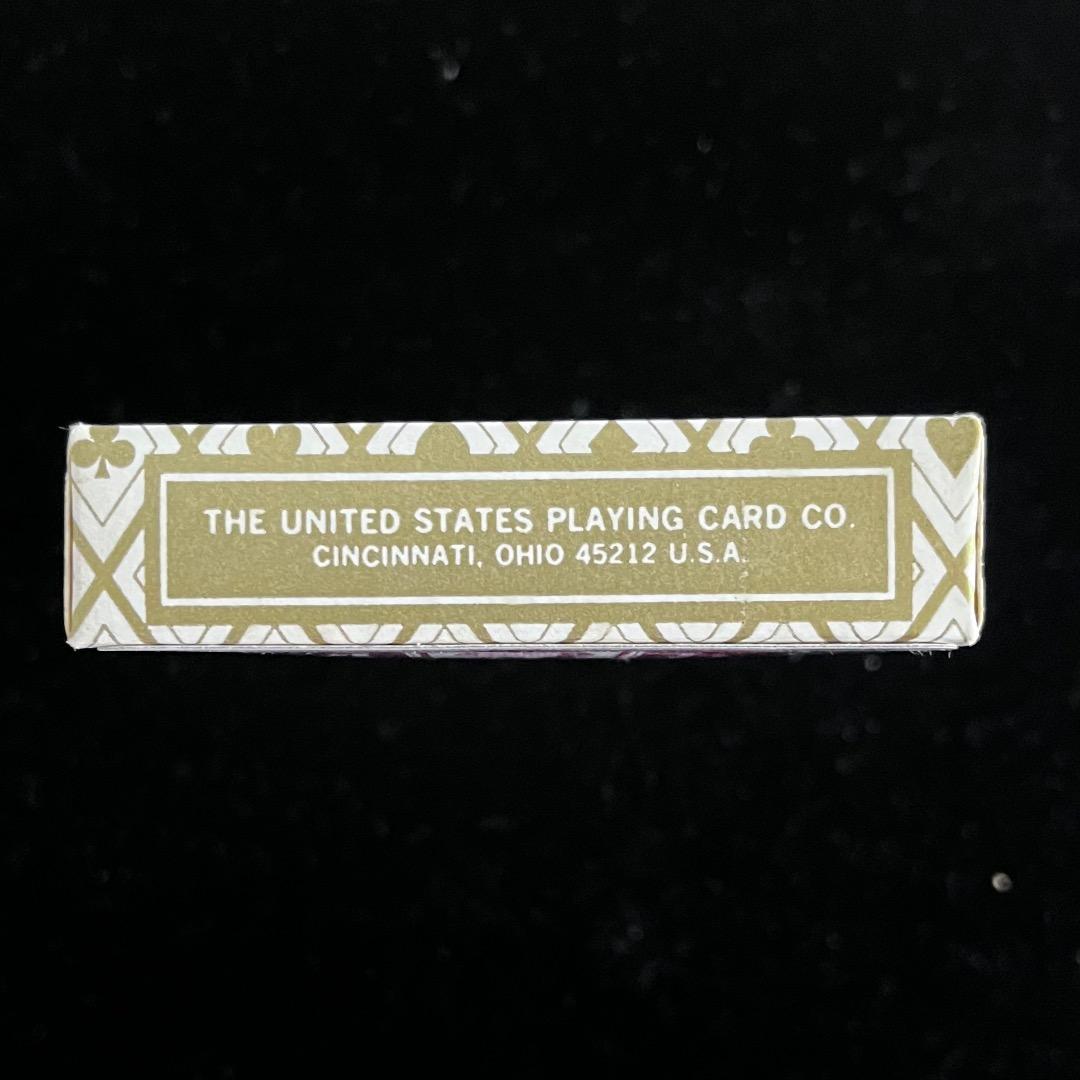 THE UNITED STATES PLAYING CARD CO.
CINCINNATI, OHIO 45212 U.S.A.